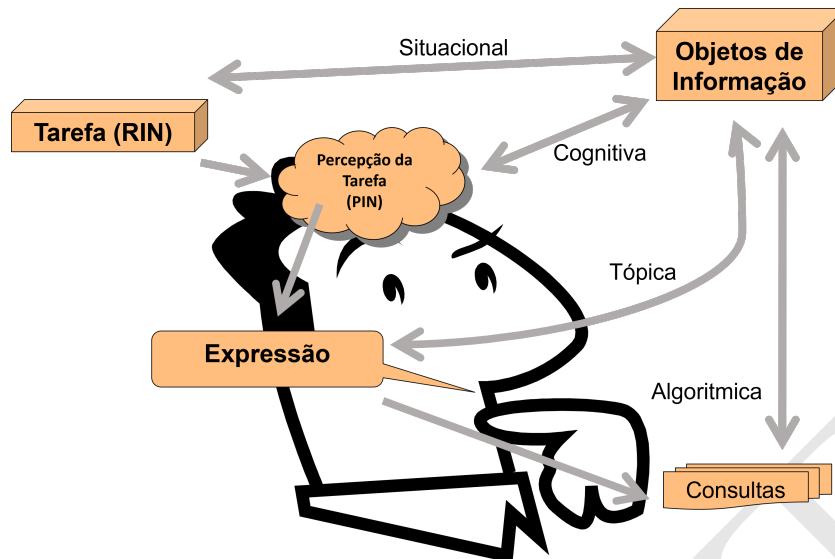 Situacional
Objetos de
Informação
Tarefa (RIN)
Percepção da
Tarefa
(PIN)
Cognitiva
Tópica
Expressão
Algoritmica
Consultas